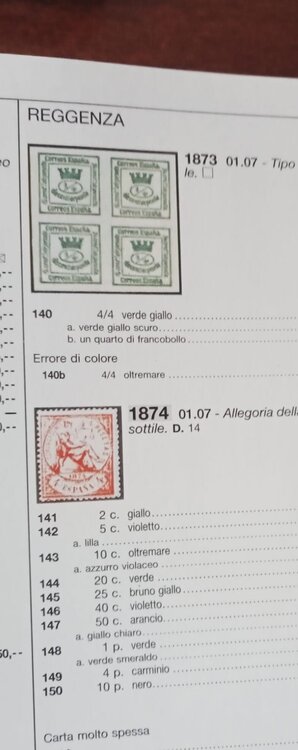 REGGENZA
Correos España
Correos España
Correos España
Correos España
1873 01.07 - Tipo
le. □
140 4/4 verde giallo
a. verde giallo scuro
b. un quarto di francobollo
Errore di colore
140b 4/4 oltremare
1874 01.07 - Allegoria della
sottile. D. 14
ESPAÑA
141 2 c. giallo
142 5 c. violetto
a. lilla
143 10 c. oltremare
a. azzurro violaceo
144 20 c. verde
145 25 c. bruno giallo
146 40 c. violetto
147 50 c. arancio
a. giallo chiaro
148 1 p. verde
a. verde smeraldo
149 4 p. carminio
150 10 p. nero
Carta molto spessa